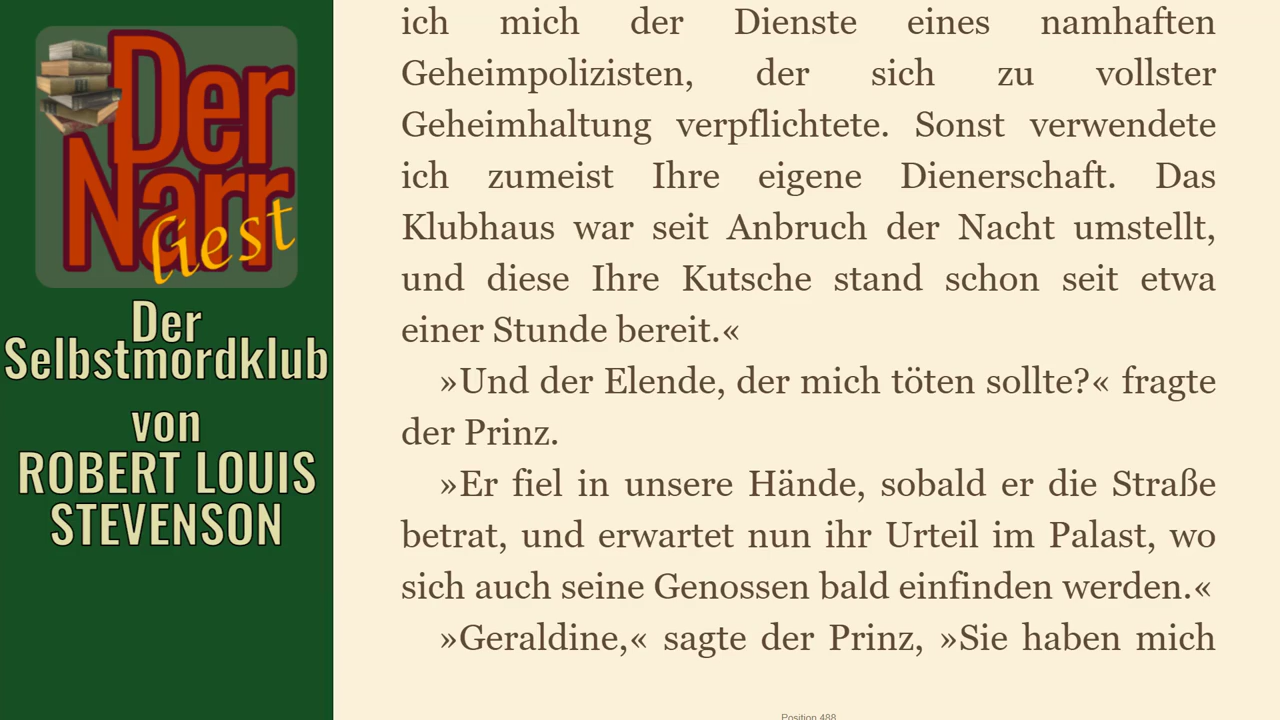 Der
Narr
liest
Der
Selbstmordklub
von
ROBERT LOUIS
STEVENSON
ich mich der Dienste eines namhaften
Geheimpolizisten, der sich zu vollster
Geheimhaltung verpflichtete. Sonst verwendete
ich zumeist Ihre eigene Dienerschaft. Das
Klubhaus war seit Anbruch der Nacht umstellt,
und diese Ihre Kutsche stand schon seit etwa
einer Stunde bereit.«
»Und der Elende, der mich töten sollte?« fragte
der Prinz.
»Er fiel in unsere Hände, sobald er die Straße
betrat, und erwartet nun ihr Urteil im Palast, wo
sich auch seine Genossen bald einfinden werden.«
»Geraldine,« sagte der Prinz, »Sie haben mich
Position 488